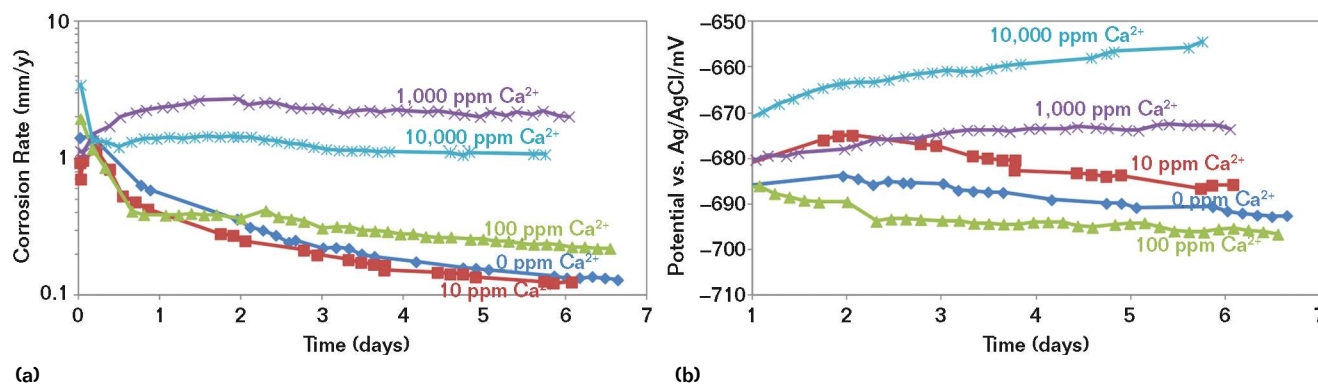 10
1
0.1
Corrosion Rate (mm/y)
1,000 ppm Ca²⁺
10,000 ppm Ca²⁺
100 ppm Ca²⁺
0 ppm Ca²⁺
10 ppm Ca²
0 1 2 3 4 5 6 7
Time (days)
(a)
−650
−660
−670
−680
−690
−700
−710
Potential vs. Ag/AgCl/mV
10,000 ppm Ca²⁺
1,000 ppm Ca²⁺
10 ppm Ca²⁺
0 ppm Ca²⁺
100 ppm Ca²⁺
1 2 3 4 5 6 7
Time (days)
(b)